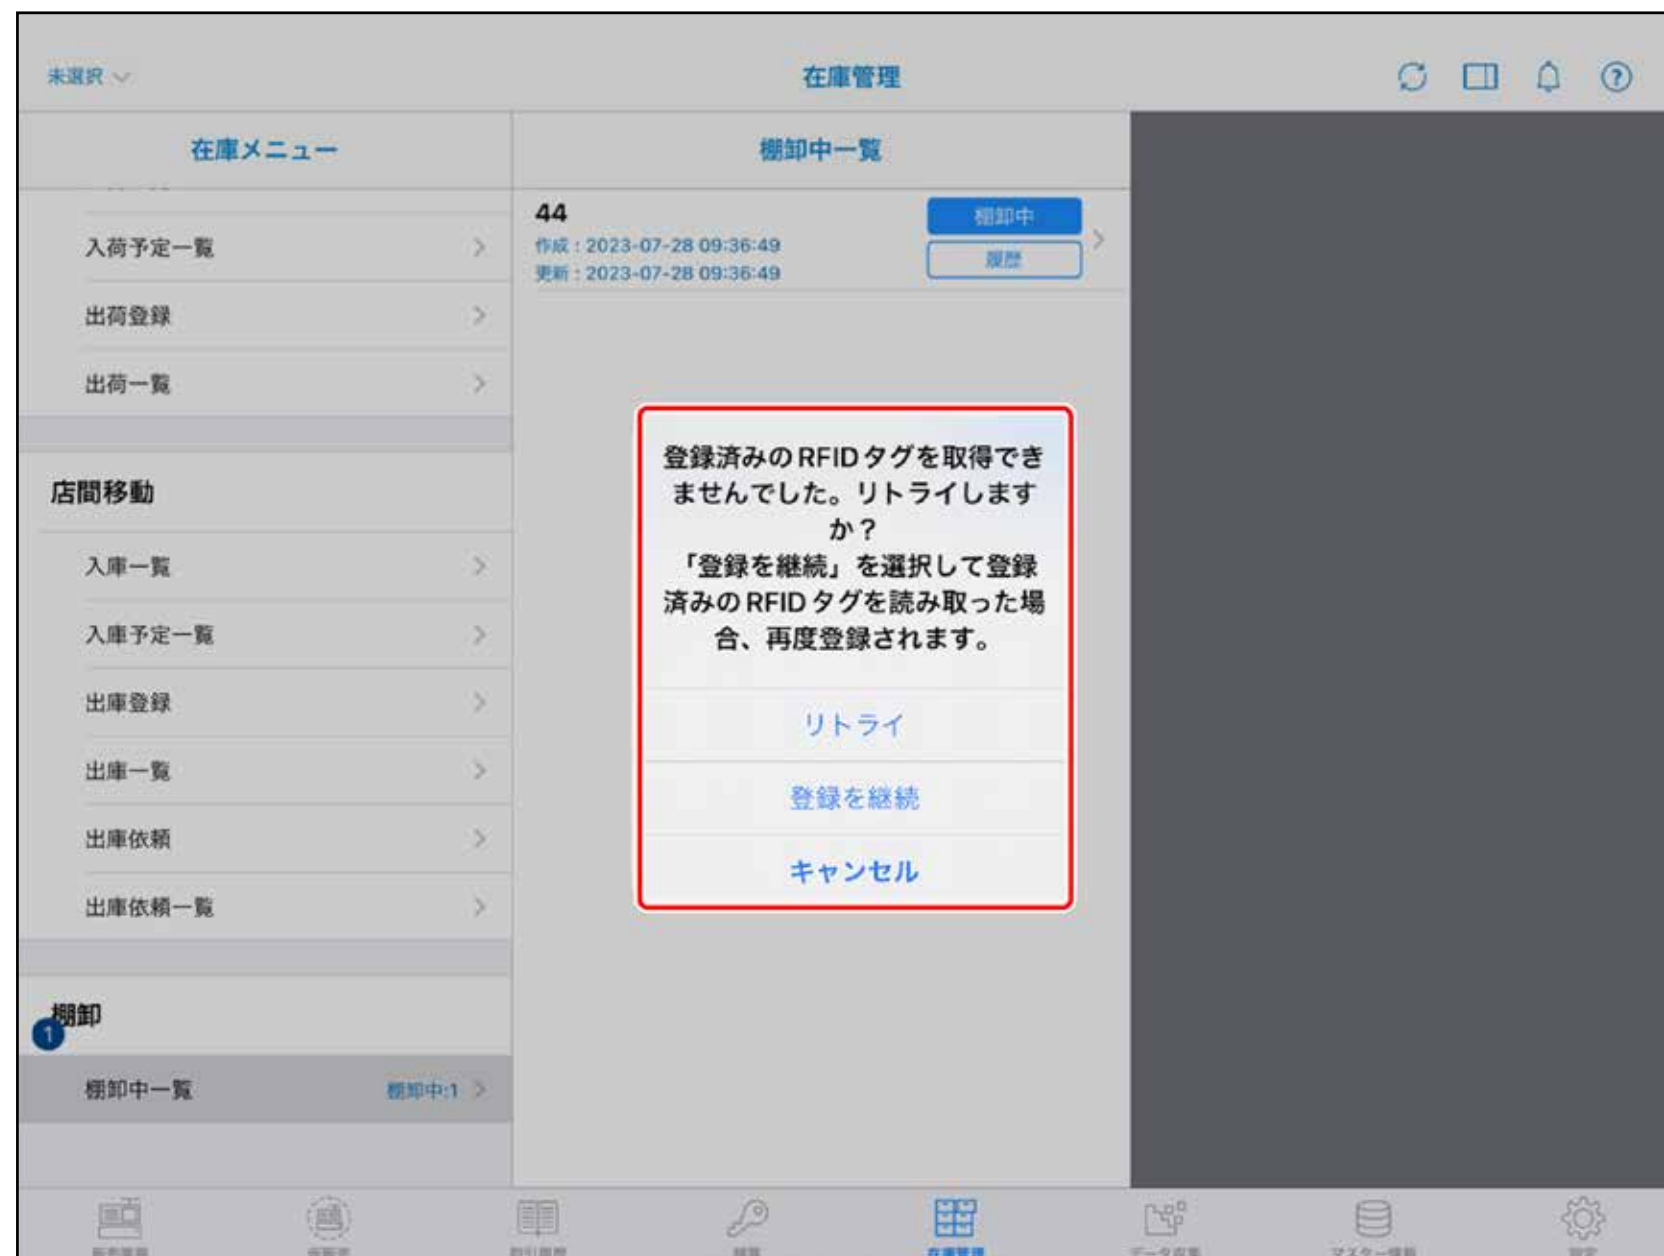 未選択
在庫管理
在庫メニュー
棚卸中一覧
入荷予定一覧
出荷登録
出荷一覧
店間移動
入庫一覧
入庫予定一覧
出庫登録
出庫一覧
出庫依頼
出庫依頼一覧
棚卸
1
棚卸中一覧
棚卸中:1
44
作成：2023-07-28 09:36:49
更新：2023-07-28 09:36:49
棚卸中
履歴
登録済みのRFIDタグを取得でき
ませんでした。リトライします
か？
「登録を継続」を選択して登録
済みのRFIDタグを読み取った場
合、再度登録されます。
リトライ
登録を継続
キャンセル
在庫管理